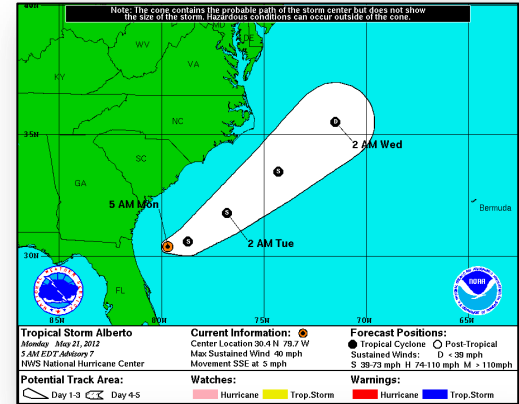 Note: The cone contains the probable path of the storm center but does not show
the size of the storm. Hazardous conditions can occur outside of the cone.
WV
MD
DE
KY
VA
NC
35N
SC
GA
2 AM Wed
5 AM Mon
Bermuda
2 AM Tue
30N
FL
NOAA
80W
75W
70W
65W
D
S
S
S
Tropical Storm Alberto
Monday May 21, 2012
5 AM EDT Advisory 7
NWS National Hurricane Center
Current Information:
Center Location 30.4 N 79.7 W
Max Sustained Wind 40 mph
Movement SSE at 5 mph
Forecast Positions:
Tropical Cyclone Post-Tropical
Sustained Winds: D < 39 mph
S 39-73 mph H 74-110 mph M > 110mph
Potential Track Area:
Day 1-3 Day 4-5
Watches:
Hurricane Trop.Storm
Warnings:
Hurricane Trop.Storm